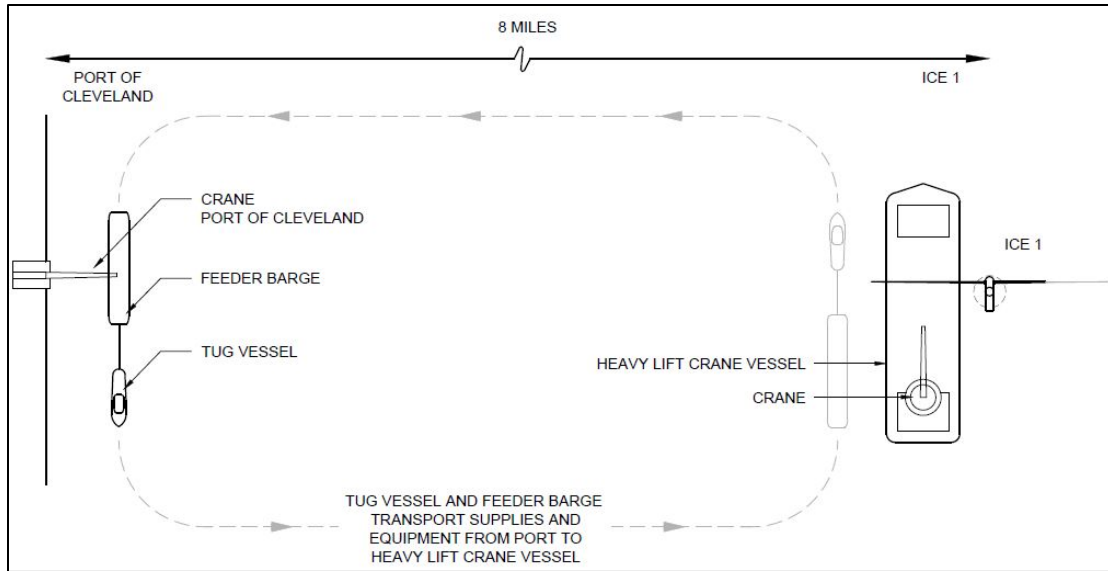 8 MILES
PORT OF
CLEVELAND
ICE 1
CRANE
PORT OF CLEVELAND
FEEDER BARGE
ICE 1
TUG VESSEL
HEAVY LIFT CRANE VESSEL
CRANE
TUG VESSEL AND FEEDER BARGE
TRANSPORT SUPPLIES AND
EQUIPMENT FROM PORT TO
HEAVY LIFT CRANE VESSEL